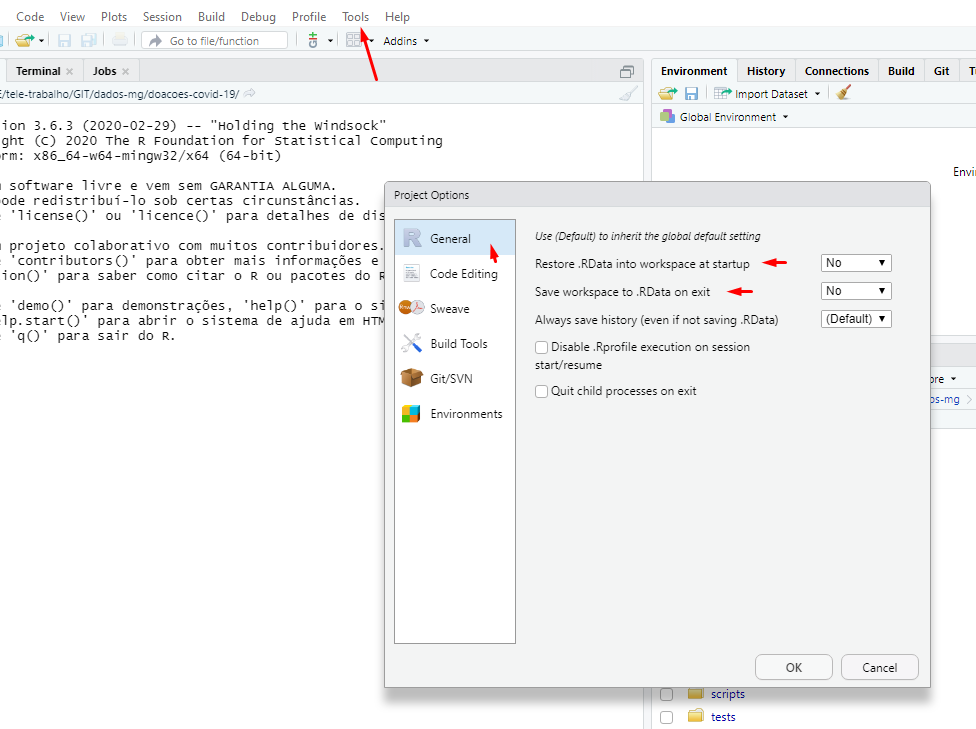 Code View Plots Session Build Debug Profile Tools Help
Go to file/function Addins
Terminal Jobs
/tele-trabalho/GIT/dados-mg/doacoes-covid-19/
ion 3.6.3 (2020-02-29) -- "Holding the Windsock"
ght (C) 2020 The R Foundation for Statistical Computing
rm: x86_64-w64-mingw32/x64 (64-bit)
software livre e vem sem GARANTIA ALGUMA.
ode redistribuí-lo sob certas circunstâncias.
'license()' ou 'licence()' para detalhes de dis
projeto colaborativo com muitos contribuidores.
'contributors()' para obter mais informações e
ion()' para saber como citar o R ou pacotes do R
'demo()' para demonstrações, 'help()' para o si
elp.start()' para abrir o sistema de ajuda em HTM
'q()' para sair do R.
Environment History Connections Build Git T
Import Dataset
Global Environment
Envi
Project Options
General
Code Editing
Sweave
Build Tools
Git/SVN
Environments
Use (Default) to inherit the global default setting
Restore .RData into workspace at startup No
Save workspace to .RData on exit No
Always save history (even if not saving .RData) (Default)
Disable .Rprofile execution on session
start/resume
Quit child processes on exit
OK Cancel
ore
os-mg
scripts
tests